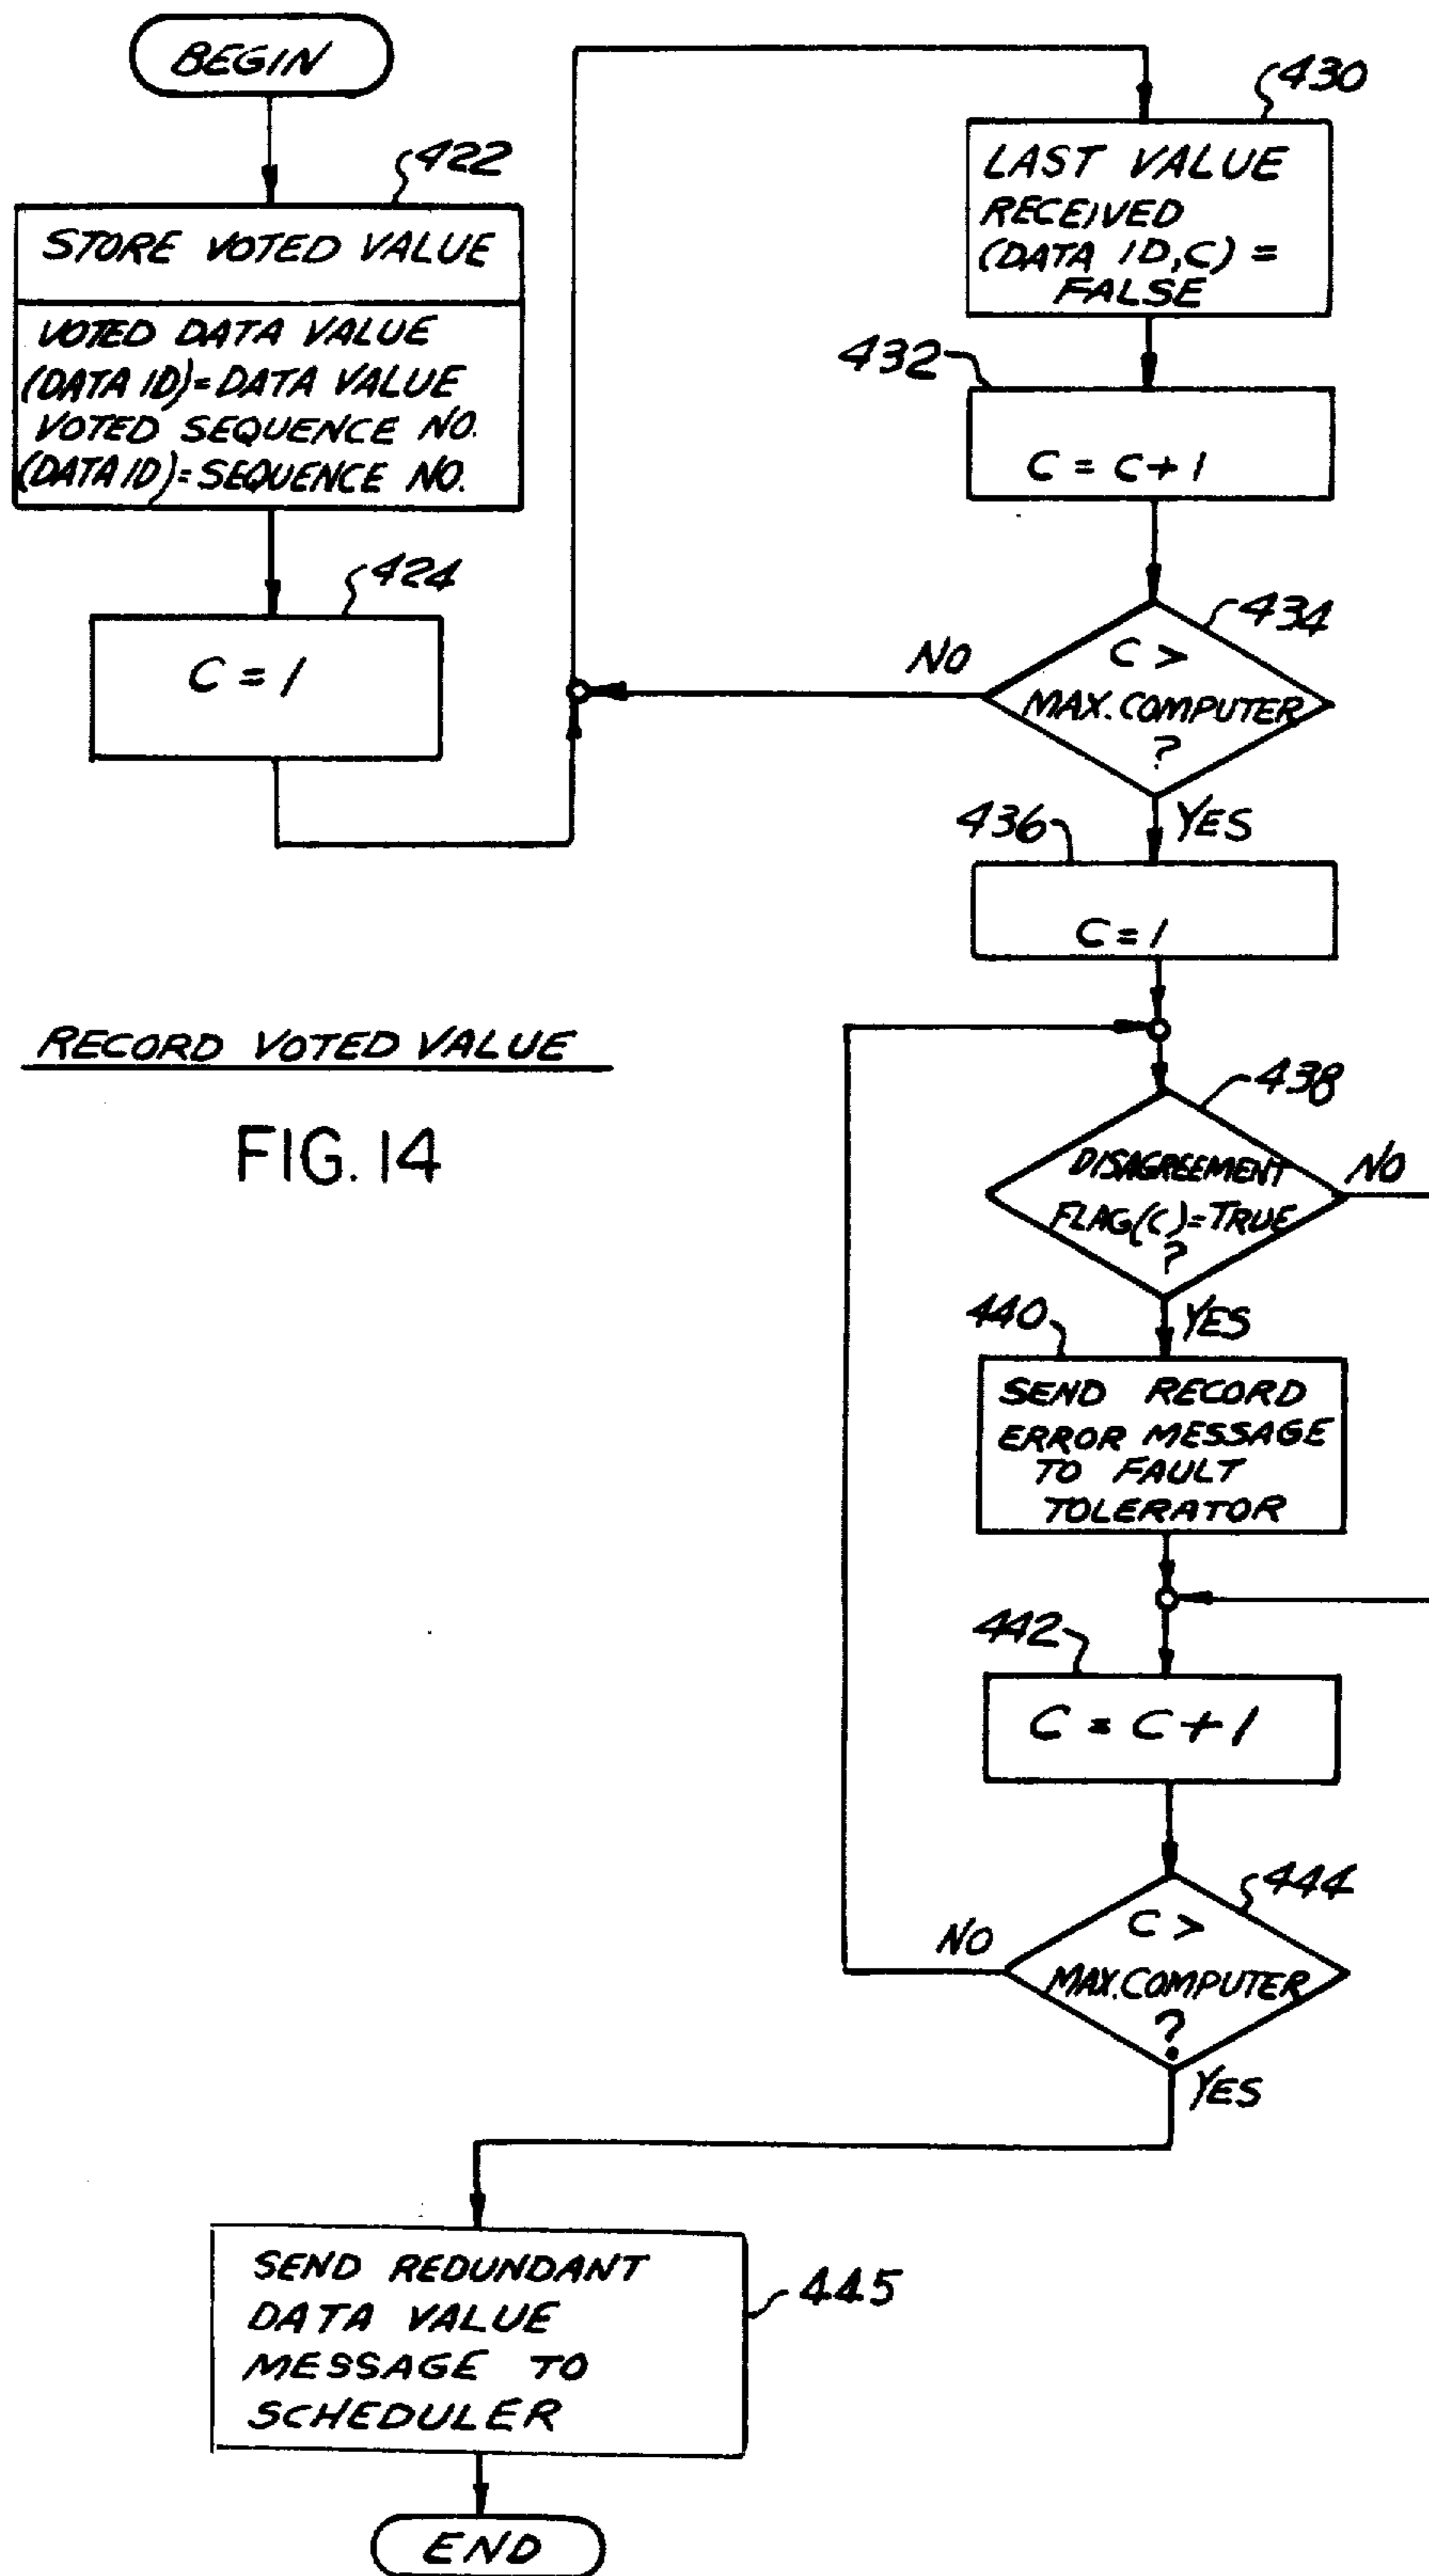 BEGIN
422
STORE VOTED VALUE
VOTED DATA VALUE
(DATA ID)=DATA VALUE
VOTED SEQUENCE NO.
(DATA ID)=SEQUENCE NO.
424
C = 1
430
LAST VALUE
RECEIVED
(DATA ID,C) =
FALSE
432
C = C+1
434
C >
MAX.COMPUTER
?
NO
YES
436
C=1
438
DISAGREEMENT
FLAG(C)=TRUE
?
NO
YES
440
SEND RECORD
ERROR MESSAGE
TO FAULT
TOLERATOR
442
C = C+1
444
C >
MAX.COMPUTER
?
NO
YES
445
SEND REDUNDANT
DATA VALUE
MESSAGE TO
SCHEDULER
END
RECORD VOTED VALUE
FIG. 14